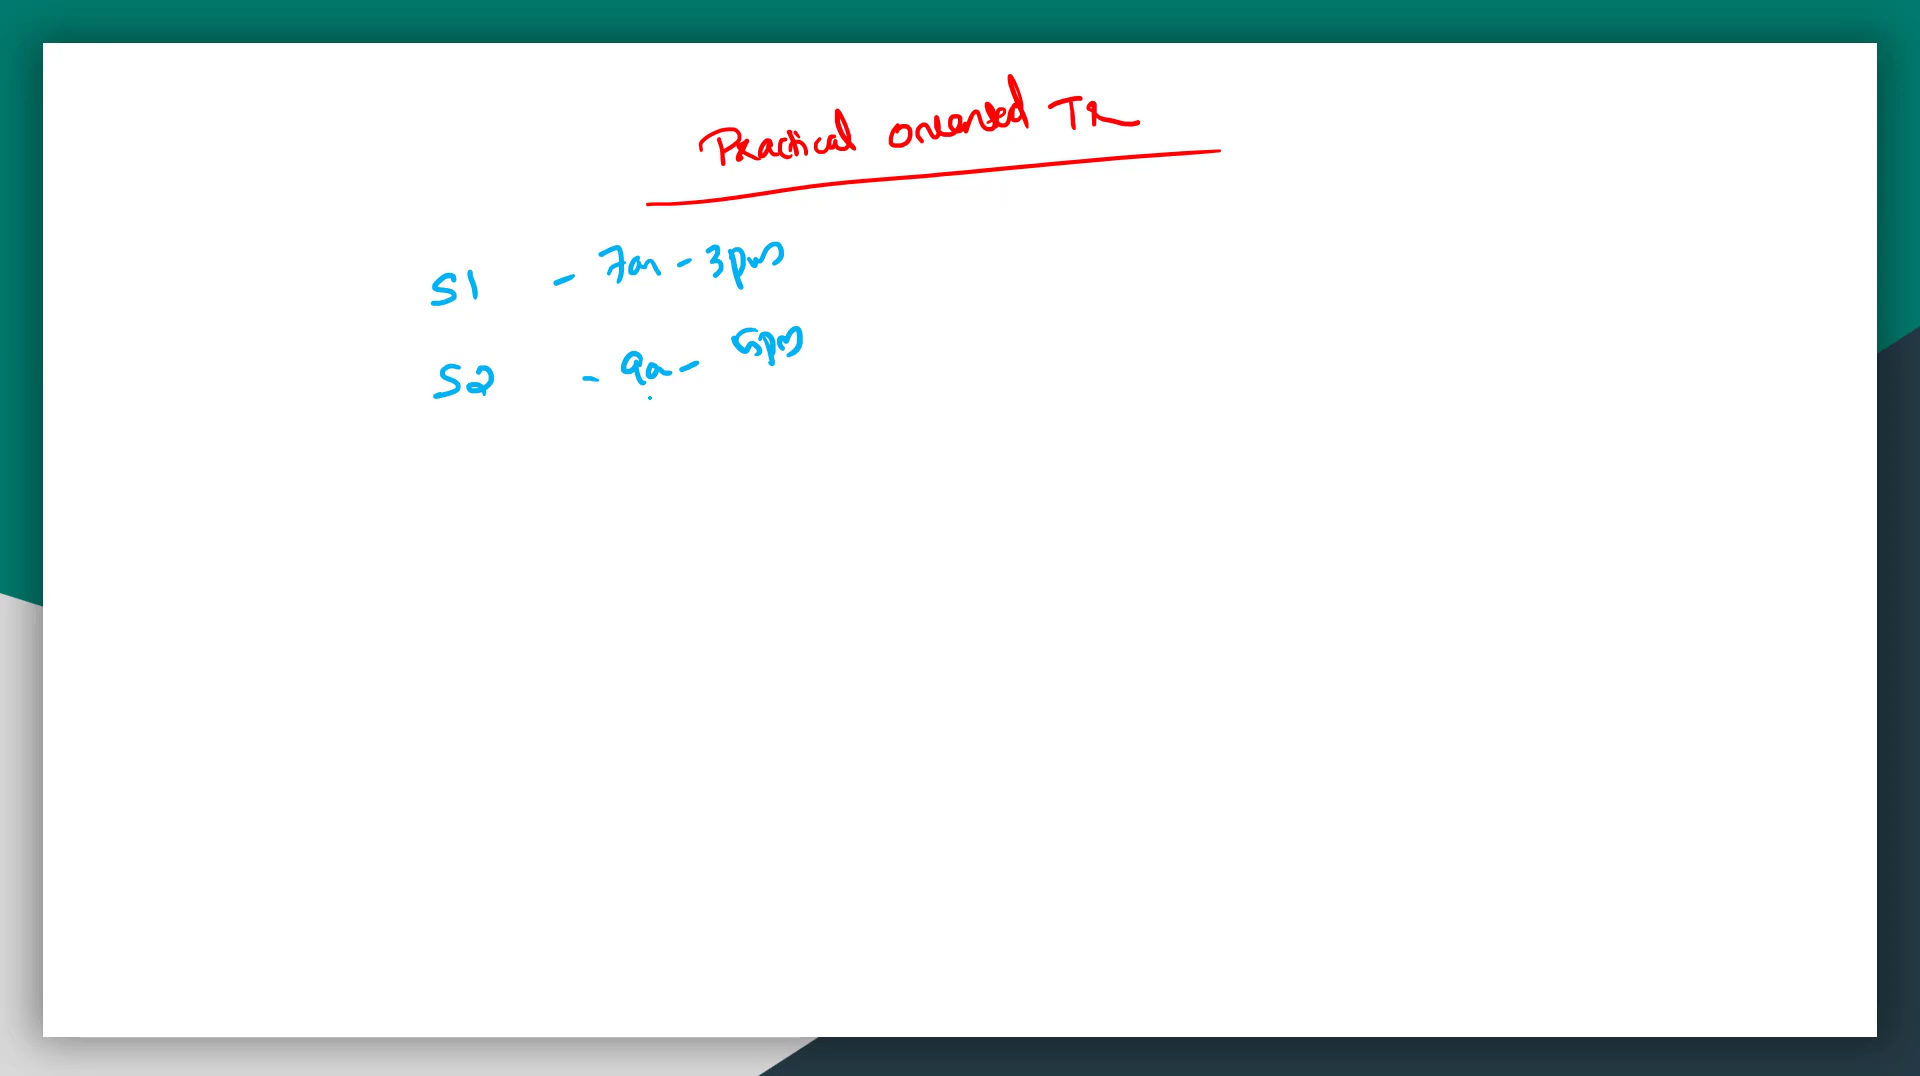 Practical oriented TR
S1 - 7am - 3pm
S2 - 9a - 5pm